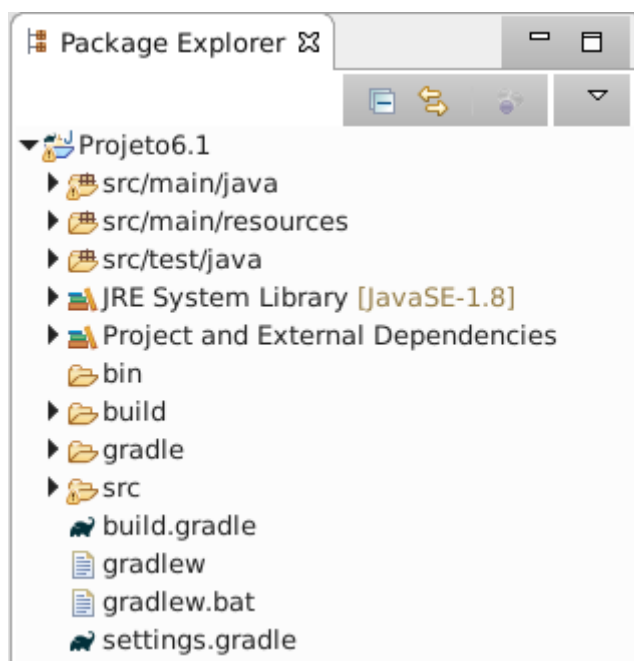 Package Explorer
Projeto6.1
src/main/java
src/main/resources
src/test/java
JRE System Library [JavaSE-1.8]
Project and External Dependencies
bin
build
gradle
src
build.gradle
gradlew
gradlew.bat
settings.gradle